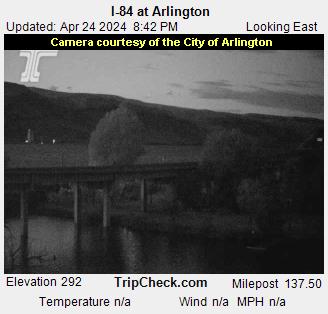 I-84 at Arlington
Updated: Apr 24 2024 8:42 PM Looking East
Camera courtesy of the City of Arlington
Elevation 292 TripCheck.com Milepost 137.50
Temperature n/a Wind n/a MPH n/a